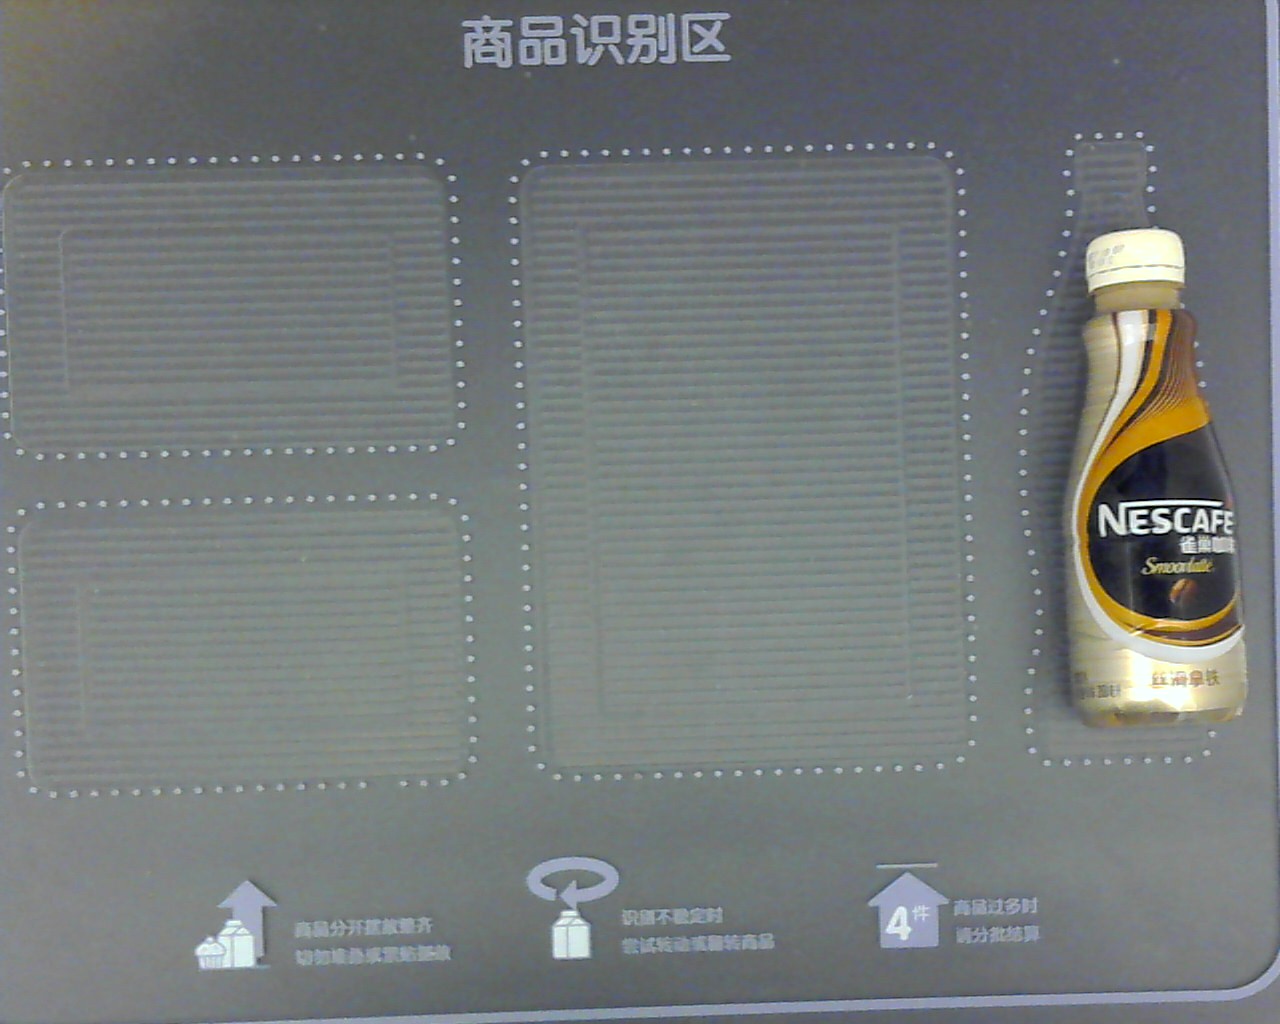 商品识别区
NESCAFE
雀巢咖啡
Smoovlatte
丝滑拿铁
商品分开摆放整齐
切勿堆叠或紧贴摆放
识别不稳定时
尝试转动或翻转商品
4件
商品过多时
请分批结算